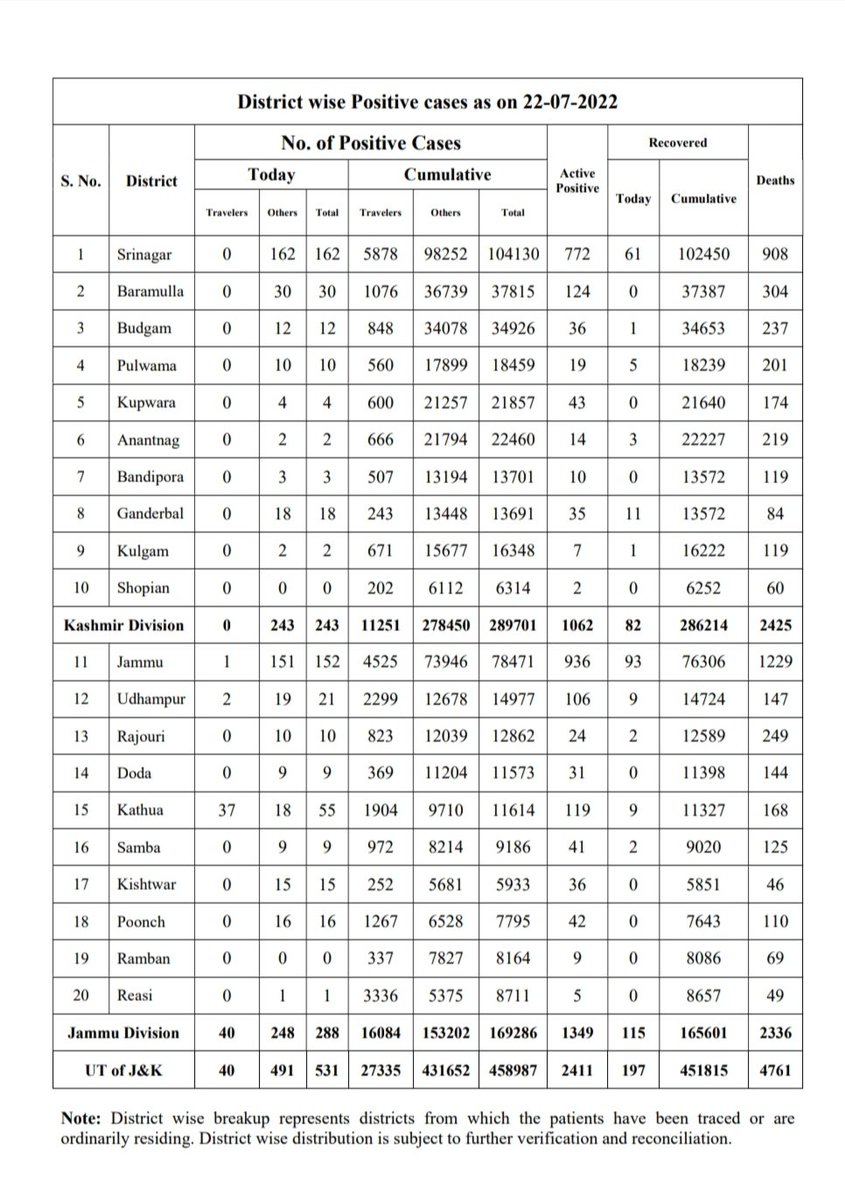 District wise Positive cases as on 22-07-2022
S. No. District No. of Positive Cases Active Positive Recovered Deaths
Today Cumulative Today Cumulative
Travelers Others Total Travelers Others Total
1 Srinagar 0 162 162 5878 98252 104130 772 61 102450 908
2 Baramulla 0 30 30 1076 36739 37815 124 0 37387 304
3 Budgam 0 12 12 848 34078 34926 36 1 34653 237
4 Pulwama 0 10 10 560 17899 18459 19 5 18239 201
5 Kupwara 0 4 4 600 21257 21857 43 0 21640 174
6 Anantnag 0 2 2 666 21794 22460 14 3 22227 219
7 Bandipora 0 3 3 507 13194 13701 10 0 13572 119
8 Ganderbal 0 18 18 243 13448 13691 35 11 13572 84
9 Kulgam 0 2 2 671 15677 16348 7 1 16222 119
10 Shopian 0 0 0 202 6112 6314 2 0 6252 60
Kashmir Division 0 243 243 11251 278450 289701 1062 82 286214 2425
11 Jammu 1 151 152 4525 73946 78471 936 93 76306 1229
12 Udhampur 2 19 21 2299 12678 14977 106 9 14724 147
13 Rajouri 0 10 10 823 12039 12862 24 2 12589 249
14 Doda 0 9 9 369 11204 11573 31 0 11398 144
15 Kathua 37 18 55 1904 9710 11614 119 9 11327 168
16 Samba 0 9 9 972 8214 9186 41 2 9020 125
17 Kishtwar 0 15 15 252 5681 5933 36 0 5851 46
18 Poonch 0 16 16 1267 6528 7795 42 0 7643 110
19 Ramban 0 0 0 337 7827 8164 9 0 8086 69
20 Reasi 0 1 1 3336 5375 8711 5 0 8657 49
Jammu Division 40 248 288 16084 153202 169286 1349 115 165601 2336
UT of J&K 40 491 531 27335 431652 458987 2411 197 451815 4761
Note: District wise breakup represents districts from which the patients have been traced or are
ordinarily residing. District wise distribution is subject to further verification and reconciliation.